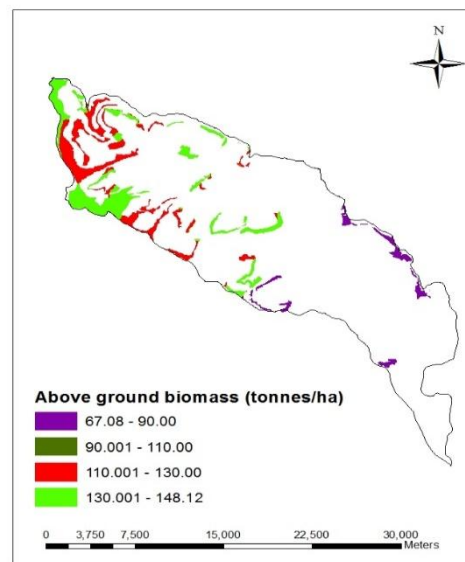 N
Above ground biomass (tonnes/ha)
67.08 - 90.00
90.001 - 110.00
110.001 - 130.00
130.001 - 148.12
0 3,750 7,500 15,000 22,500 30,000
Meters